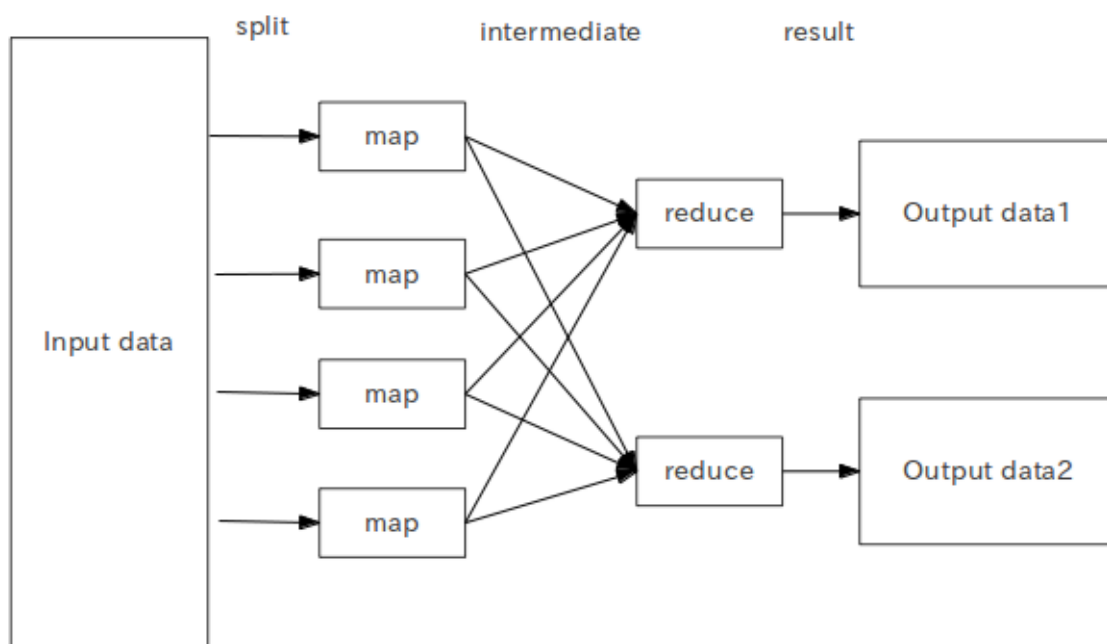 split
intermediate
result
Input data
map
map
map
map
reduce
reduce
Output data1
Output data2